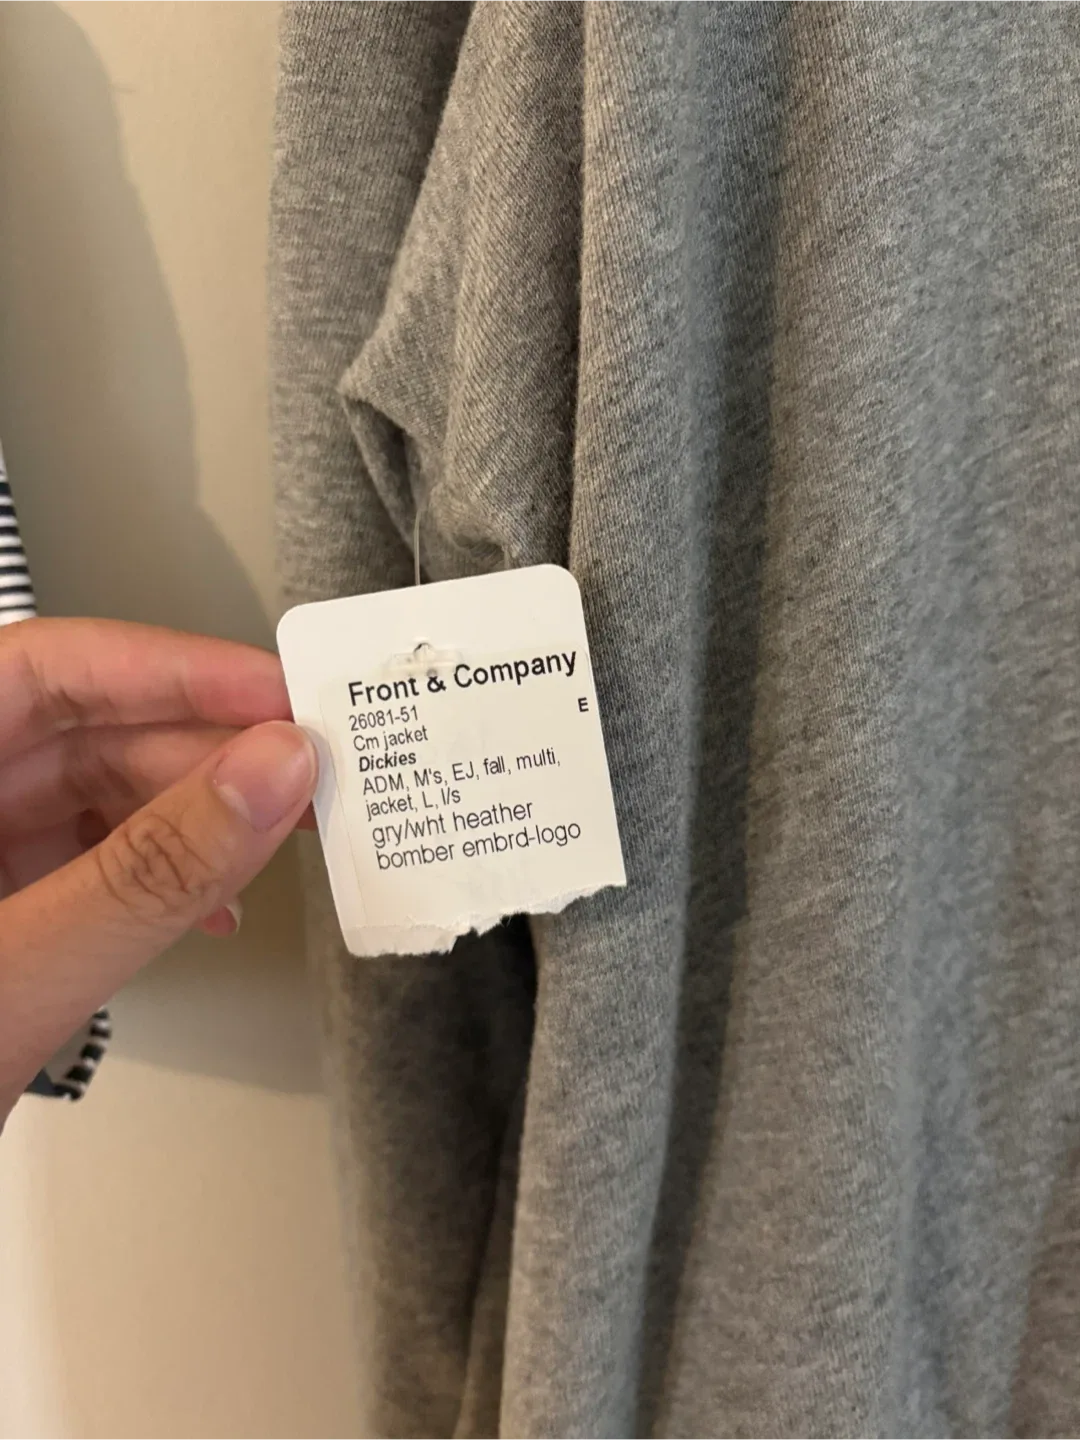 Front & Company
26081-51 E
Cm jacket
Dickies
ADM, M's, EJ, fall, multi,
jacket, L, l/s
gry/wht heather
bomber embrd-logo